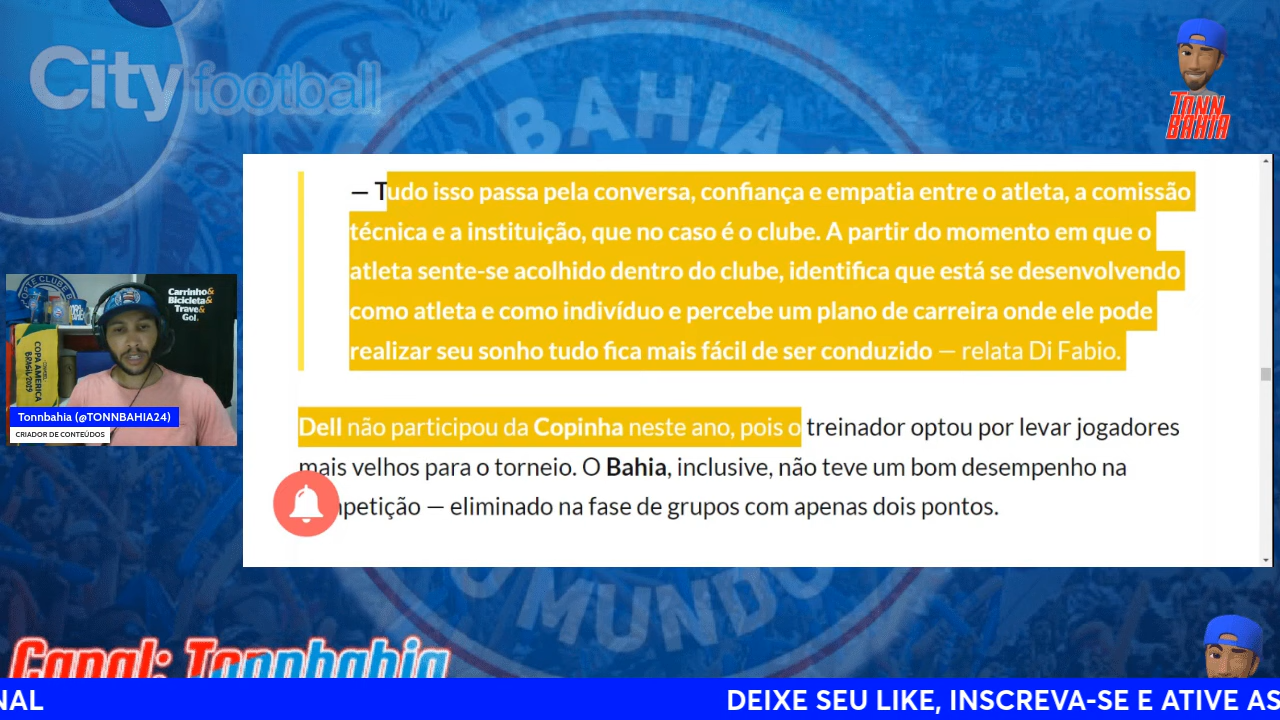 City football
BAHIA
TONN
BAHIA
— Tudo isso passa pela conversa, confiança e empatia entre o atleta, a comissão
técnica e a instituição, que no caso é o clube. A partir do momento em que o
atleta sente-se acolhido dentro do clube, identifica que está se desenvolvendo
como atleta e como indivíduo e percebe um plano de carreira onde ele pode
realizar seu sonho tudo fica mais fácil de ser conduzido — relata Di Fabio.
Dell não participou da Copinha neste ano, pois o treinador optou por levar jogadores
mais velhos para o torneio. O Bahia, inclusive, não teve um bom desempenho na
mpetição — eliminado na fase de grupos com apenas dois pontos.
Carrinho&
Bicicleta&
Trave&
Gol.
COPA AMERICA
BRASIL 2019
Tonnbahia (@TONNBAHIA24)
CRIADOR DE CONTEÚDOS
O MUNDO
Canal: Tonnbahia
NAL
DEIXE SEU LIKE, INSCREVA-SE E ATIVE AS